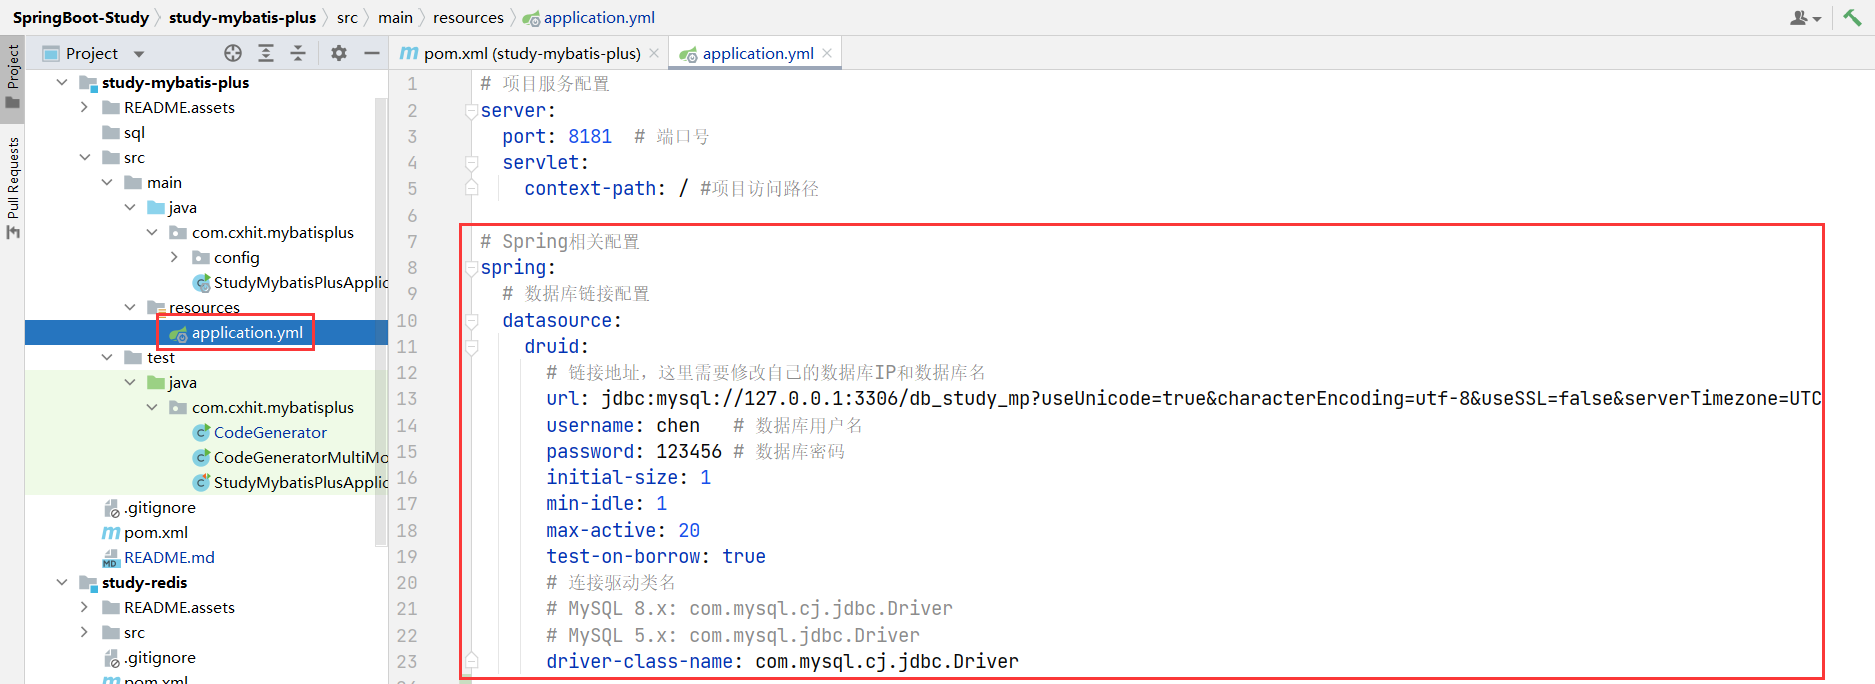 SpringBoot-Study study-mybatis-plus src main resources application.yml
Project
Pull Requests
Project
study-mybatis-plus
README.assets
sql
src
main
java
com.cxhit.mybatisplus
config
StudyMybatisPlusApplic
resources
application.yml
test
java
com.cxhit.mybatisplus
CodeGenerator
CodeGeneratorMultiMo
StudyMybatisPlusApplic
.gitignore
pom.xml
README.md
study-redis
README.assets
src
.gitignore
pom.xml
pom.xml (study-mybatis-plus)
application.yml
1 # 项目服务配置
2 server:
3 port: 8181 # 端口号
4 servlet:
5 context-path: / #项目访问路径
6
7 # Spring相关配置
8 spring:
9 # 数据库链接配置
10 datasource:
11 druid:
12 # 链接地址，这里需要修改自己的数据库IP和数据库名
13 url: jdbc:mysql://127.0.0.1:3306/db_study_mp?useUnicode=true&characterEncoding=utf-8&useSSL=false&serverTimezone=UTC
14 username: chen # 数据库用户名
15 password: 123456 # 数据库密码
16 initial-size: 1
17 min-idle: 1
18 max-active: 20
19 test-on-borrow: true
20 # 连接驱动类名
21 # MySQL 8.x: com.mysql.cj.jdbc.Driver
22 # MySQL 5.x: com.mysql.jdbc.Driver
23 driver-class-name: com.mysql.cj.jdbc.Driver